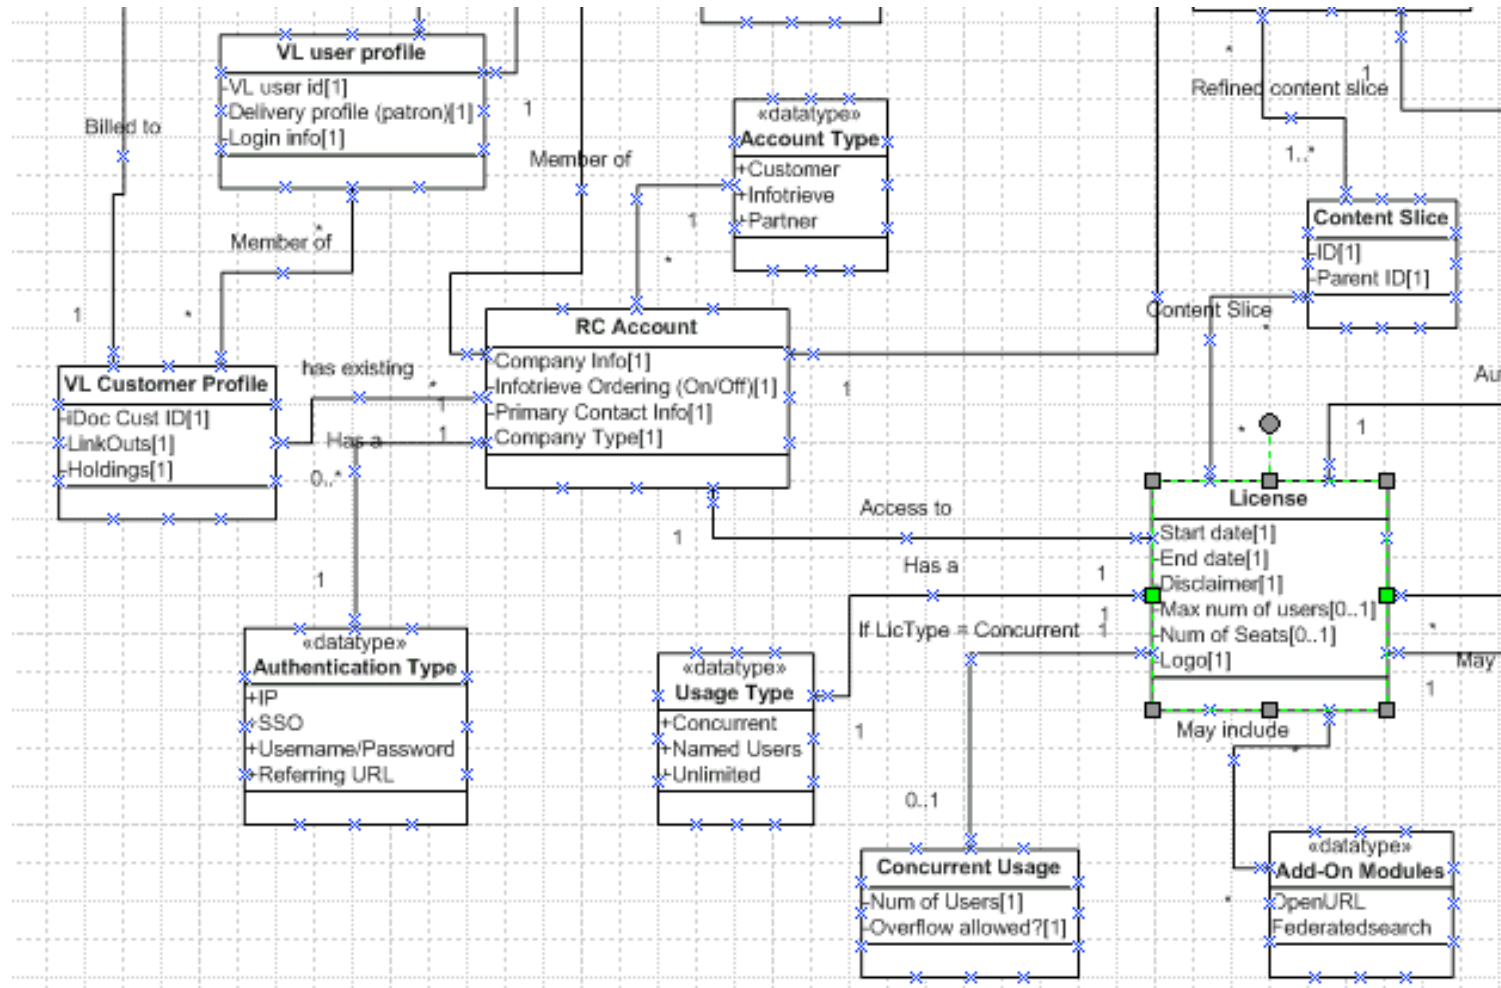 VL user profile
-VL user id[1]
-Delivery profile (patron)[1]
-Login info[1]
1
Billed to
Member of
*
1
*
Member of
«datatype»
Account Type
+Customer
+Infotrieve
+Partner
1
*
*
1
Refined content slice
1..*
Content Slice
-ID[1]
-Parent ID[1]
Content Slice
*
RC Account
-Company Info[1]
-Infotrieve Ordering (On/Off)[1]
-Primary Contact Info[1]
-Company Type[1]
1
VL Customer Profile
-iDoc Cust ID[1]
-LinkOuts[1]
-Holdings[1]
has existing
*
1
Has a
1
0..*
1
Au
*
1
License
-Start date[1]
-End date[1]
-Disclaimer[1]
-Max num of users[0..1]
-Num of Seats[0..1]
-Logo[1]
Access to
1
Has a
1
1
If LicType = Concurrent
1
*
May
1
May include
*
«datatype»
Authentication Type
+IP
+SSO
+Username/Password
+Referring URL
«datatype»
Usage Type
+Concurrent
+Named Users
+Unlimited
1
0..1
Concurrent Usage
-Num of Users[1]
-Overflow allowed?[1]
«datatype»
Add-On Modules
OpenURL
Federatedsearch
*